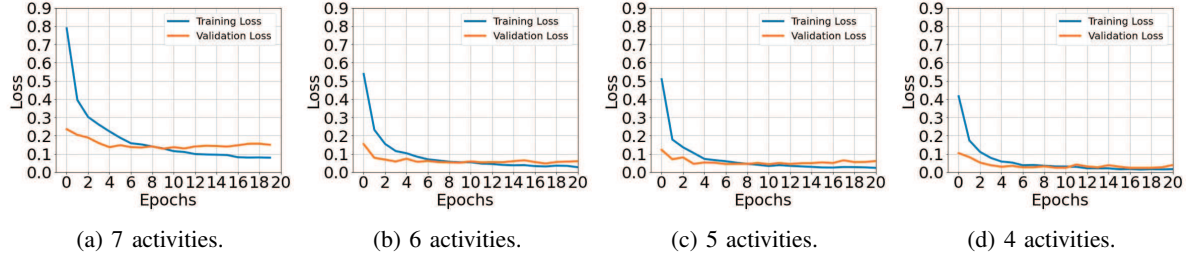 0.9
0.8
0.7
0.6
0.5
0.4
0.3
0.2
0.1
0.0
Loss
Training Loss
Validation Loss
0 2 4 6 8 10 12 14 16 18 20
Epochs
(a) 7 activities.
0.9
0.8
0.7
0.6
0.5
0.4
0.3
0.2
0.1
0.0
Loss
Training Loss
Validation Loss
0 2 4 6 8 10 12 14 16 18 20
Epochs
(b) 6 activities.
0.9
0.8
0.7
0.6
0.5
0.4
0.3
0.2
0.1
0.0
Loss
Training Loss
Validation Loss
0 2 4 6 8 10 12 14 16 18 20
Epochs
(c) 5 activities.
0.9
0.8
0.7
0.6
0.5
0.4
0.3
0.2
0.1
0.0
Loss
Training Loss
Validation Loss
0 2 4 6 8 10 12 14 16 18 20
Epochs
(d) 4 activities.